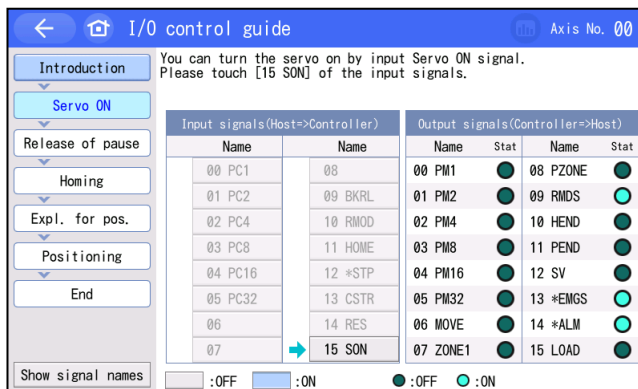 I/O control guide
Axis No. 00
Introduction
Servo ON
Release of pause
Homing
Expl. for pos.
Positioning
End
Show signal names
You can turn the servo on by input Servo ON signal.
Please touch [15 SON] of the input signals.
Input signals(Host=>Controller)
Name Name
00 PC1 08
01 PC2 09 BKRL
02 PC4 10 RMOD
03 PC8 11 HOME
04 PC16 12 *STP
05 PC32 13 CSTR
06 14 RES
07 15 SON
:OFF :ON
Output signals(Controller=>Host)
Name Stat Name Stat
00 PM1 08 PZONE
01 PM2 09 RMDS
02 PM4 10 HEND
03 PM8 11 PEND
04 PM16 12 SV
05 PM32 13 *EMGS
06 MOVE 14 *ALM
07 ZONE1 15 LOAD
:OFF :ON